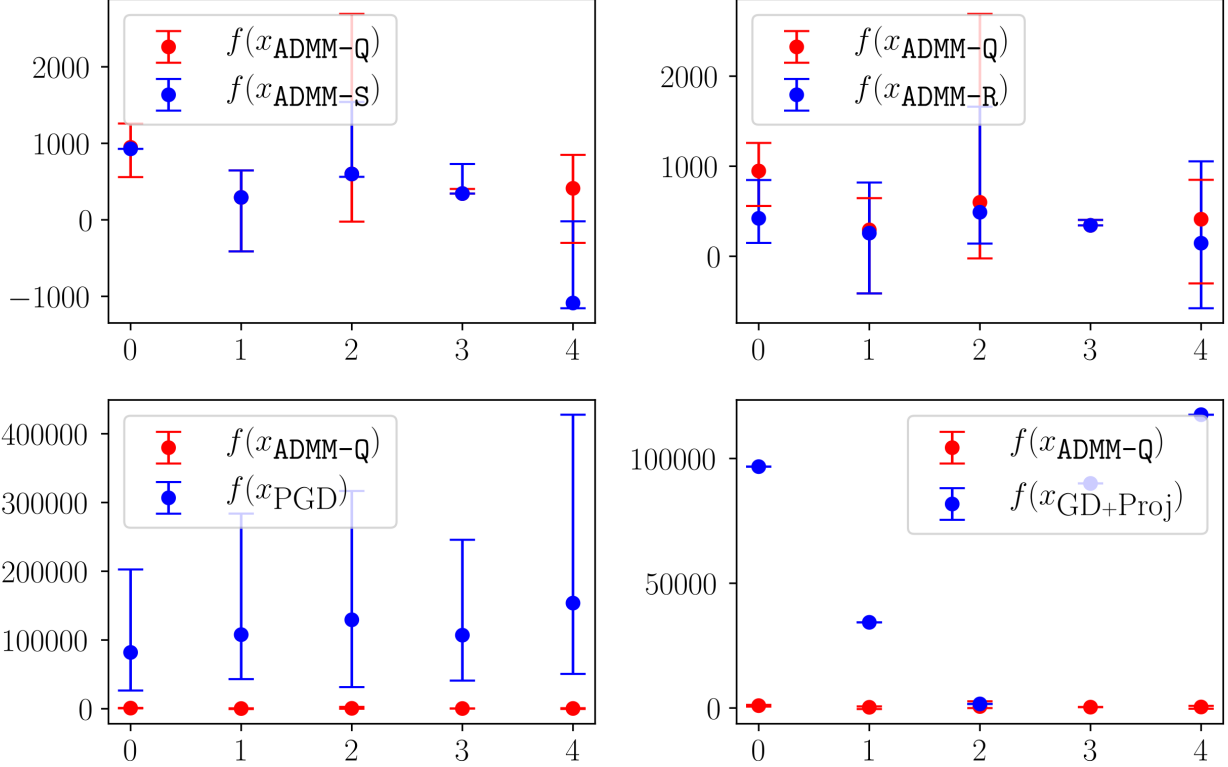 f(x_ADMM-Q)
f(x_ADMM-S)
2000
1000
0
−1000
0 1 2 3 4
f(x_ADMM-Q)
f(x_ADMM-R)
2000
1000
0
0 1 2 3 4
f(x_ADMM-Q)
f(x_PGD)
400000
300000
200000
100000
0
0 1 2 3 4
f(x_ADMM-Q)
f(x_GD+Proj)
100000
50000
0
0 1 2 3 4